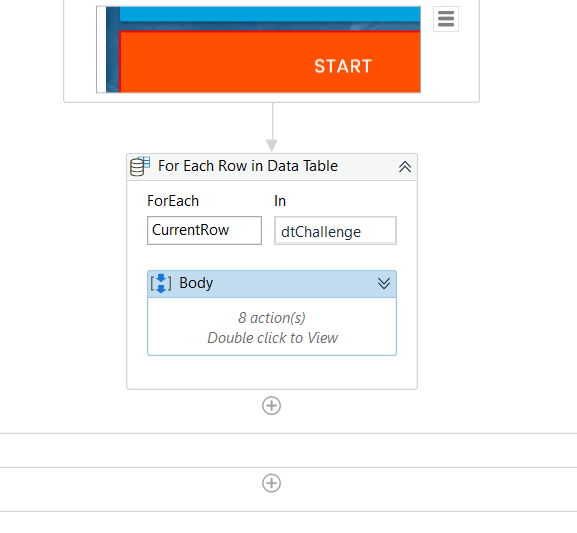 START
For Each Row in Data Table
ForEach
In
CurrentRow
dtChallenge
Body
8 action(s)
Double click to View